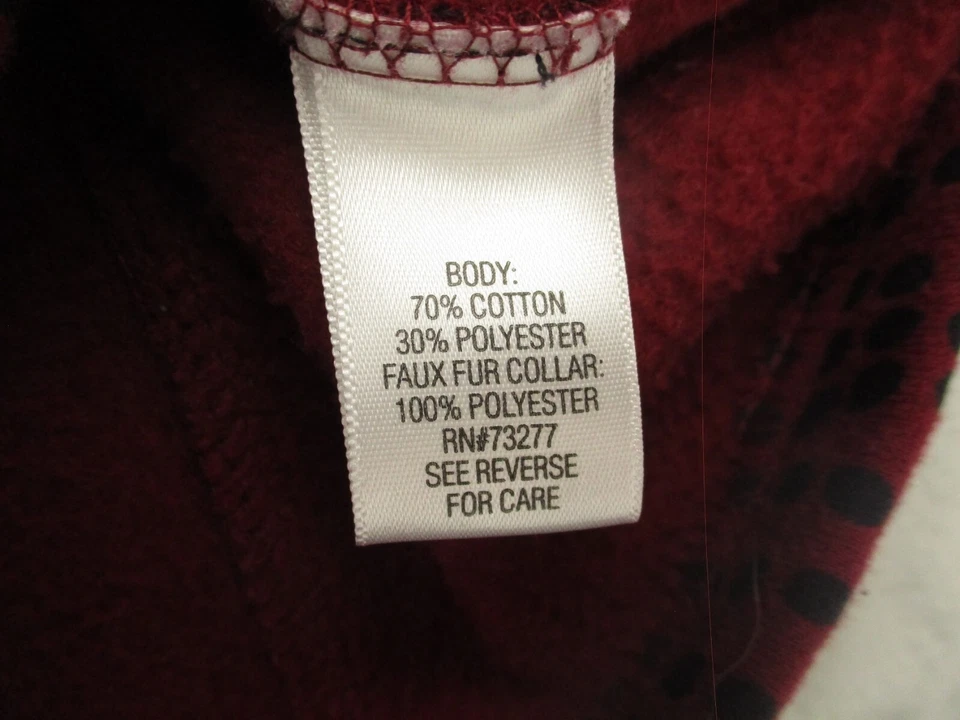 BODY:
70% COTTON
30% POLYESTER
FAUX FUR COLLAR:
100% POLYESTER
RN#73277
SEE REVERSE
FOR CARE